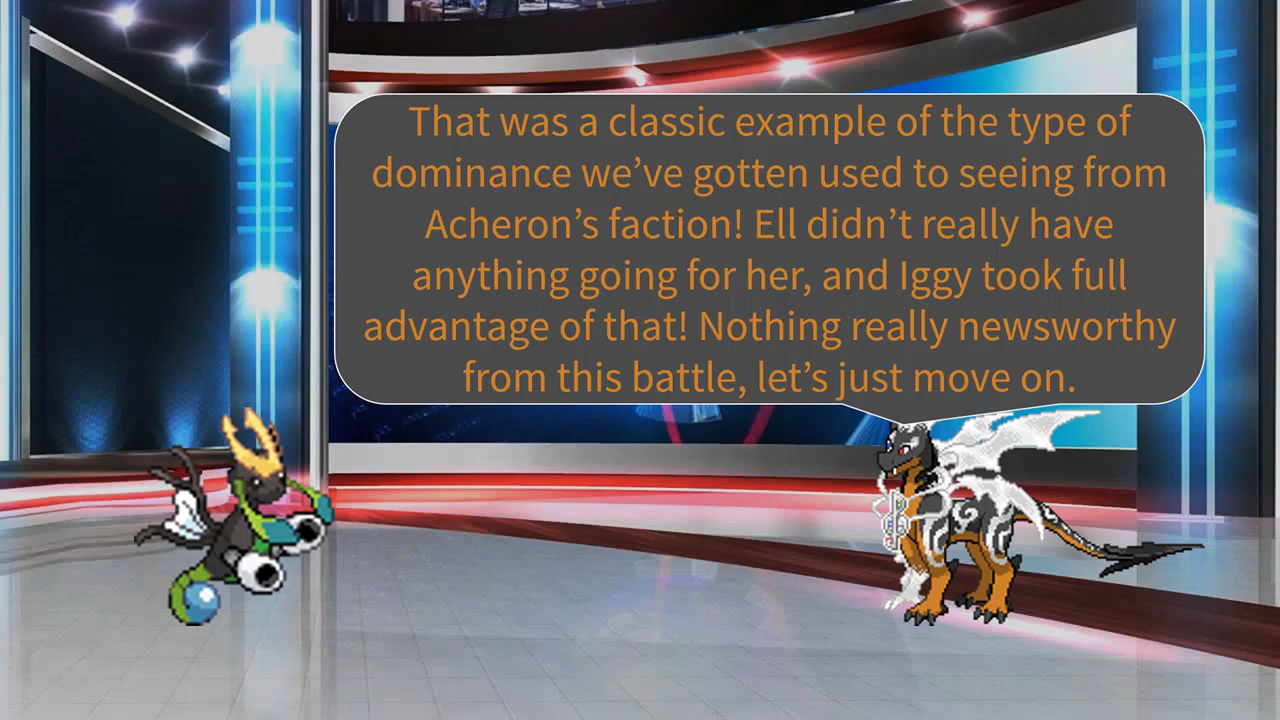 That was a classic example of the type of
dominance we’ve gotten used to seeing from
Acheron’s faction! Ell didn’t really have
anything going for her, and Iggy took full
advantage of that! Nothing really newsworthy
from this battle, let’s just move on.